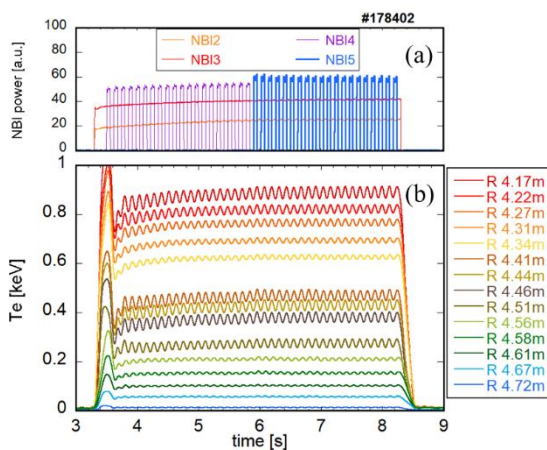 #178402
NBI power [a.u.]
100
80
60
40
20
0
NBI2
NBI4
NBI3
NBI5
(a)
Te [keV]
1
0.8
0.6
0.4
0.2
0
(b)
3
4
5
6
7
8
9
time [s]
R 4.17m
R 4.22m
R 4.27m
R 4.31m
R 4.34m
R 4.41m
R 4.44m
R 4.46m
R 4.51m
R 4.56m
R 4.58m
R 4.61m
R 4.67m
R 4.72m